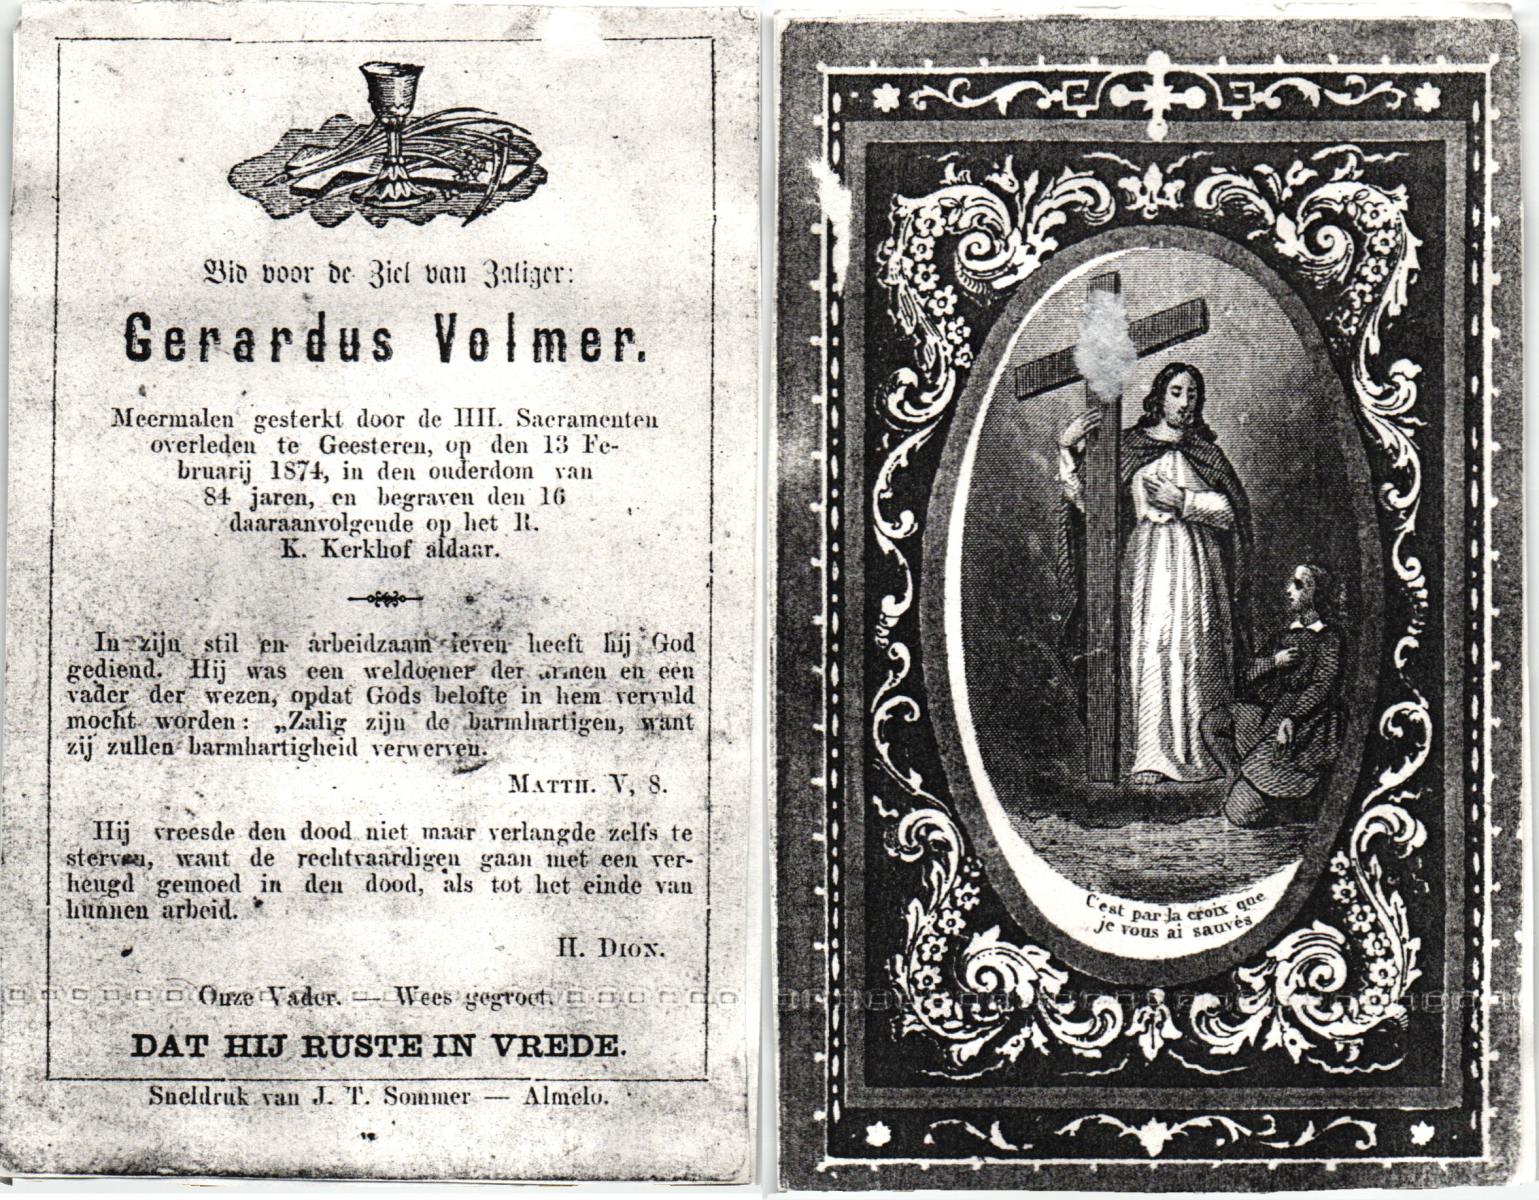 Bid voor de Ziel van Zaliger:
Gerardus Volmer.
Meermalen gesterkt door de HH. Sacramenten
overleden te Geesteren, op den 13 Fe-
bruarij 1874, in den ouderdom van
84 jaren, en begraven den 16
daaraanvolgende op het R.
K. Kerkhof aldaar.
In zijn stil en arbeidzaam leven heeft hij God
gediend. Hij was een weldoener der armen en een
vader der weezen, opdat Gods belofte in hem vervuld
mocht worden: „Zalig zijn de barmhartigen, want
zij zullen barmhartigheid verwerven.
MATTH. V, 8.
Hij vreesde den dood niet maar verlangde zelfs te
sterven, want de rechtvaardigen gaan met een ver-
heugd gemoed in den dood, als tot het einde van
hunnen arbeid.
H. DION.
Onze Vader. — Wees gegroet.
DAT HIJ RUSTE IN VREDE.
Sneldruk van J. T. Sommer — Almelo.
C'est par la croix que
je vous ai sauvés